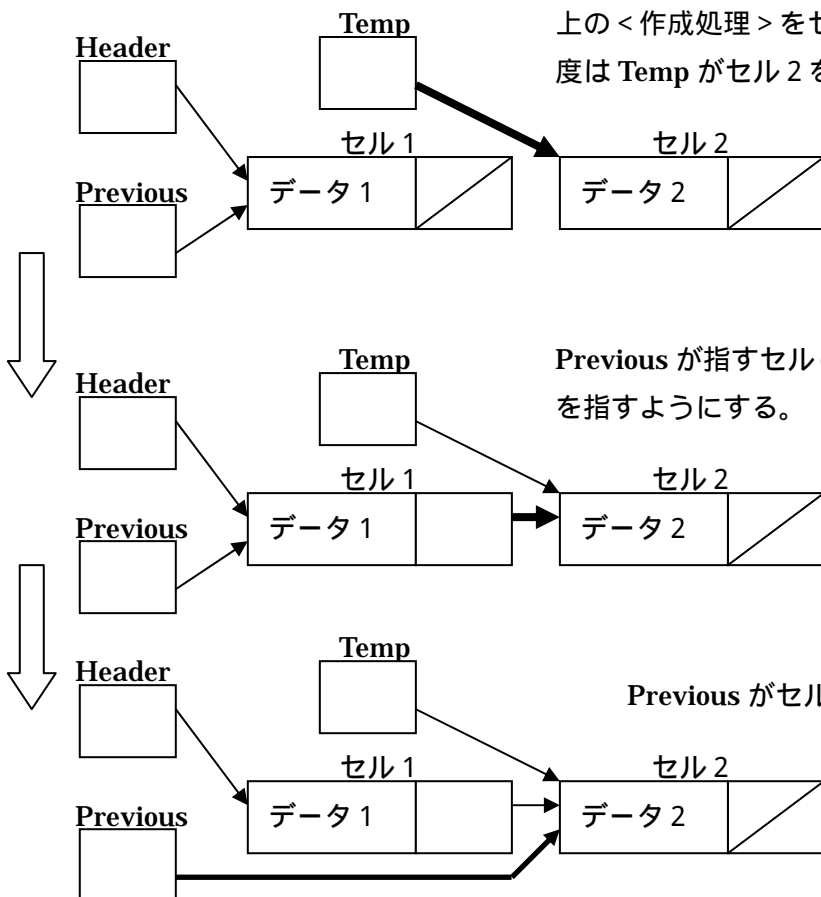 Temp
上の＜作成処理＞を
Header
度は Temp がセル 2 を
セル 1
セル 2
Previous
データ 1
データ 2
Temp
Previous が指すセル
Header
を指すようにする。
セル 1
セル 2
Previous
データ 1
データ 2
Temp
Header
Previous がセル
セル 1
セル 2
Previous
データ 1
データ 2